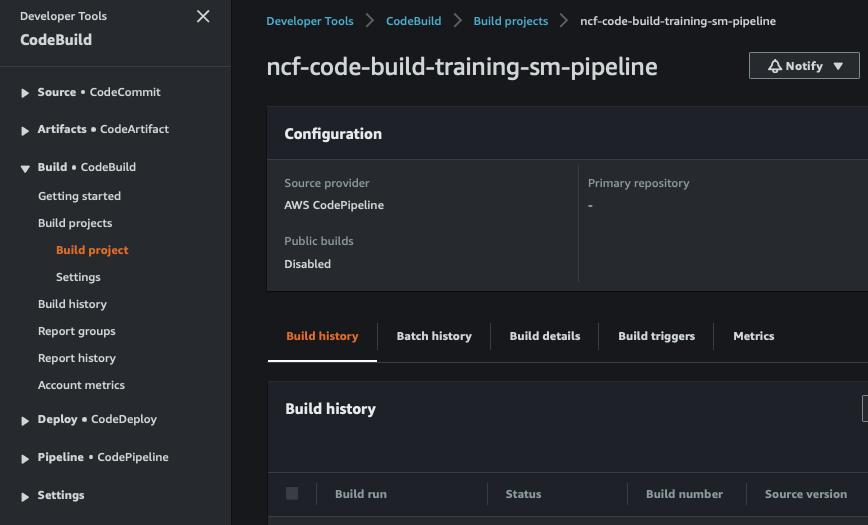 Developer Tools
CodeBuild
Source • CodeCommit
Artifacts • CodeArtifact
Build • CodeBuild
Getting started
Build projects
Build project
Settings
Build history
Report groups
Report history
Account metrics
Deploy • CodeDeploy
Pipeline • CodePipeline
Settings
Developer Tools > CodeBuild > Build projects > ncf-code-build-training-sm-pipeline
ncf-code-build-training-sm-pipeline
Notify
Configuration
Source provider
AWS CodePipeline
Primary repository
-
Public builds
Disabled
Build history Batch history Build details Build triggers Metrics
Build history
Build run Status Build number Source version